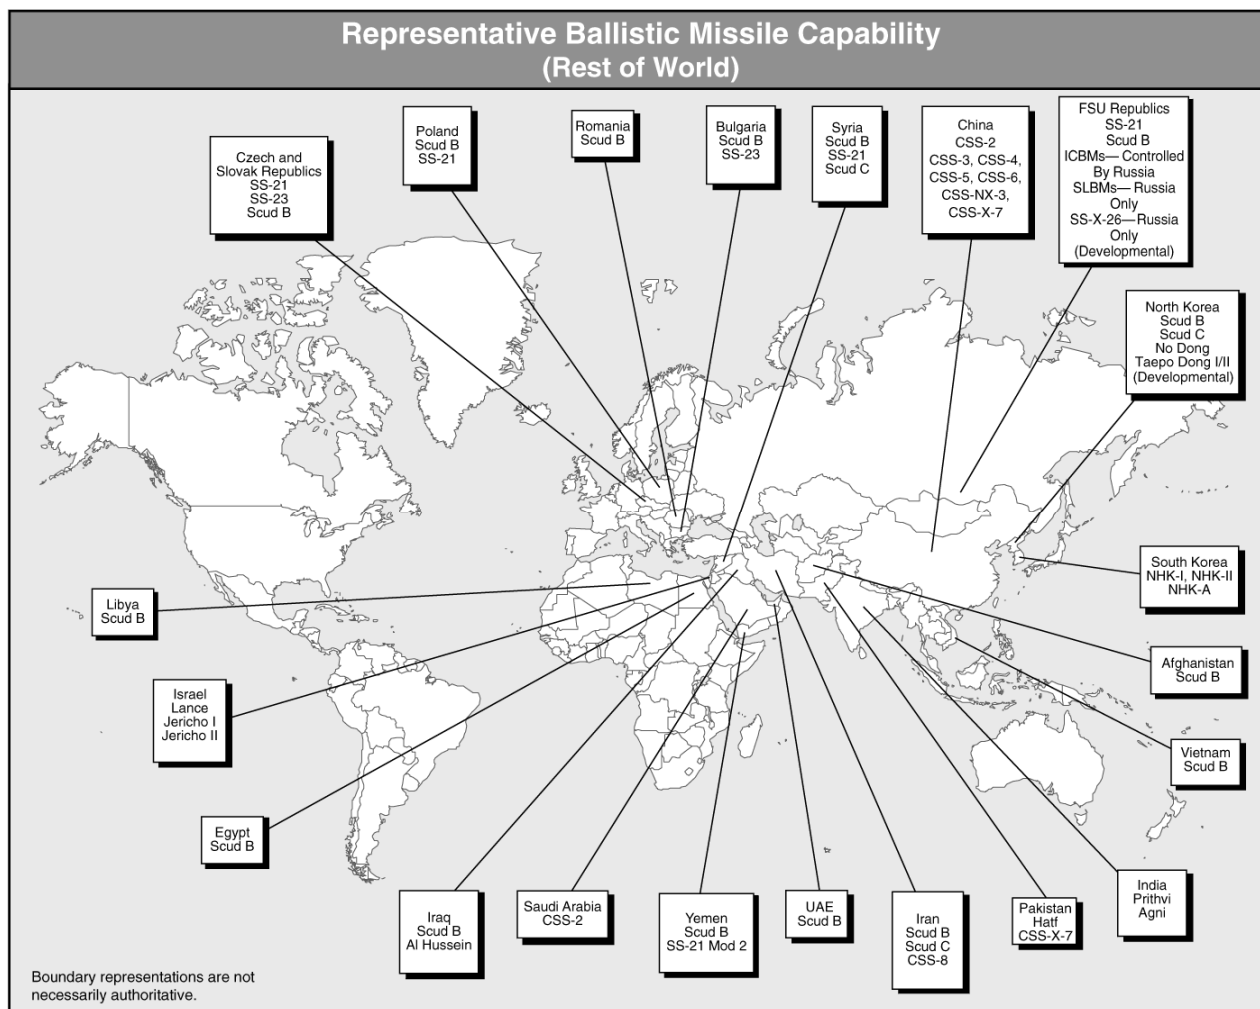 Representative Ballistic Missile Capability
(Rest of World)
Czech and
Slovak Republics
SS-21
SS-23
Scud B
Poland
Scud B
SS-21
Romania
Scud B
Bulgaria
Scud B
SS-23
Syria
Scud B
SS-21
Scud C
China
CSS-2
CSS-3, CSS-4,
CSS-5, CSS-6,
CSS-NX-3,
CSS-X-7
FSU Republics
SS-21
Scud B
ICBMs— Controlled
By Russia
SLBMs— Russia
Only
SS-X-26—Russia
Only
(Developmental)
North Korea
Scud B
Scud C
No Dong
Taepo Dong I/II
(Developmental)
South Korea
NHK-I, NHK-II
NHK-A
Libya
Scud B
Afghanistan
Scud B
Israel
Lance
Jericho I
Jericho II
Vietnam
Scud B
Egypt
Scud B
Iraq
Scud B
Al Hussein
Saudi Arabia
CSS-2
Yemen
Scud B
SS-21 Mod 2
UAE
Scud B
Iran
Scud B
Scud C
CSS-8
Pakistan
Hatf
CSS-X-7
India
Prithvi
Agni
Boundary representations are not
necessarily authoritative.